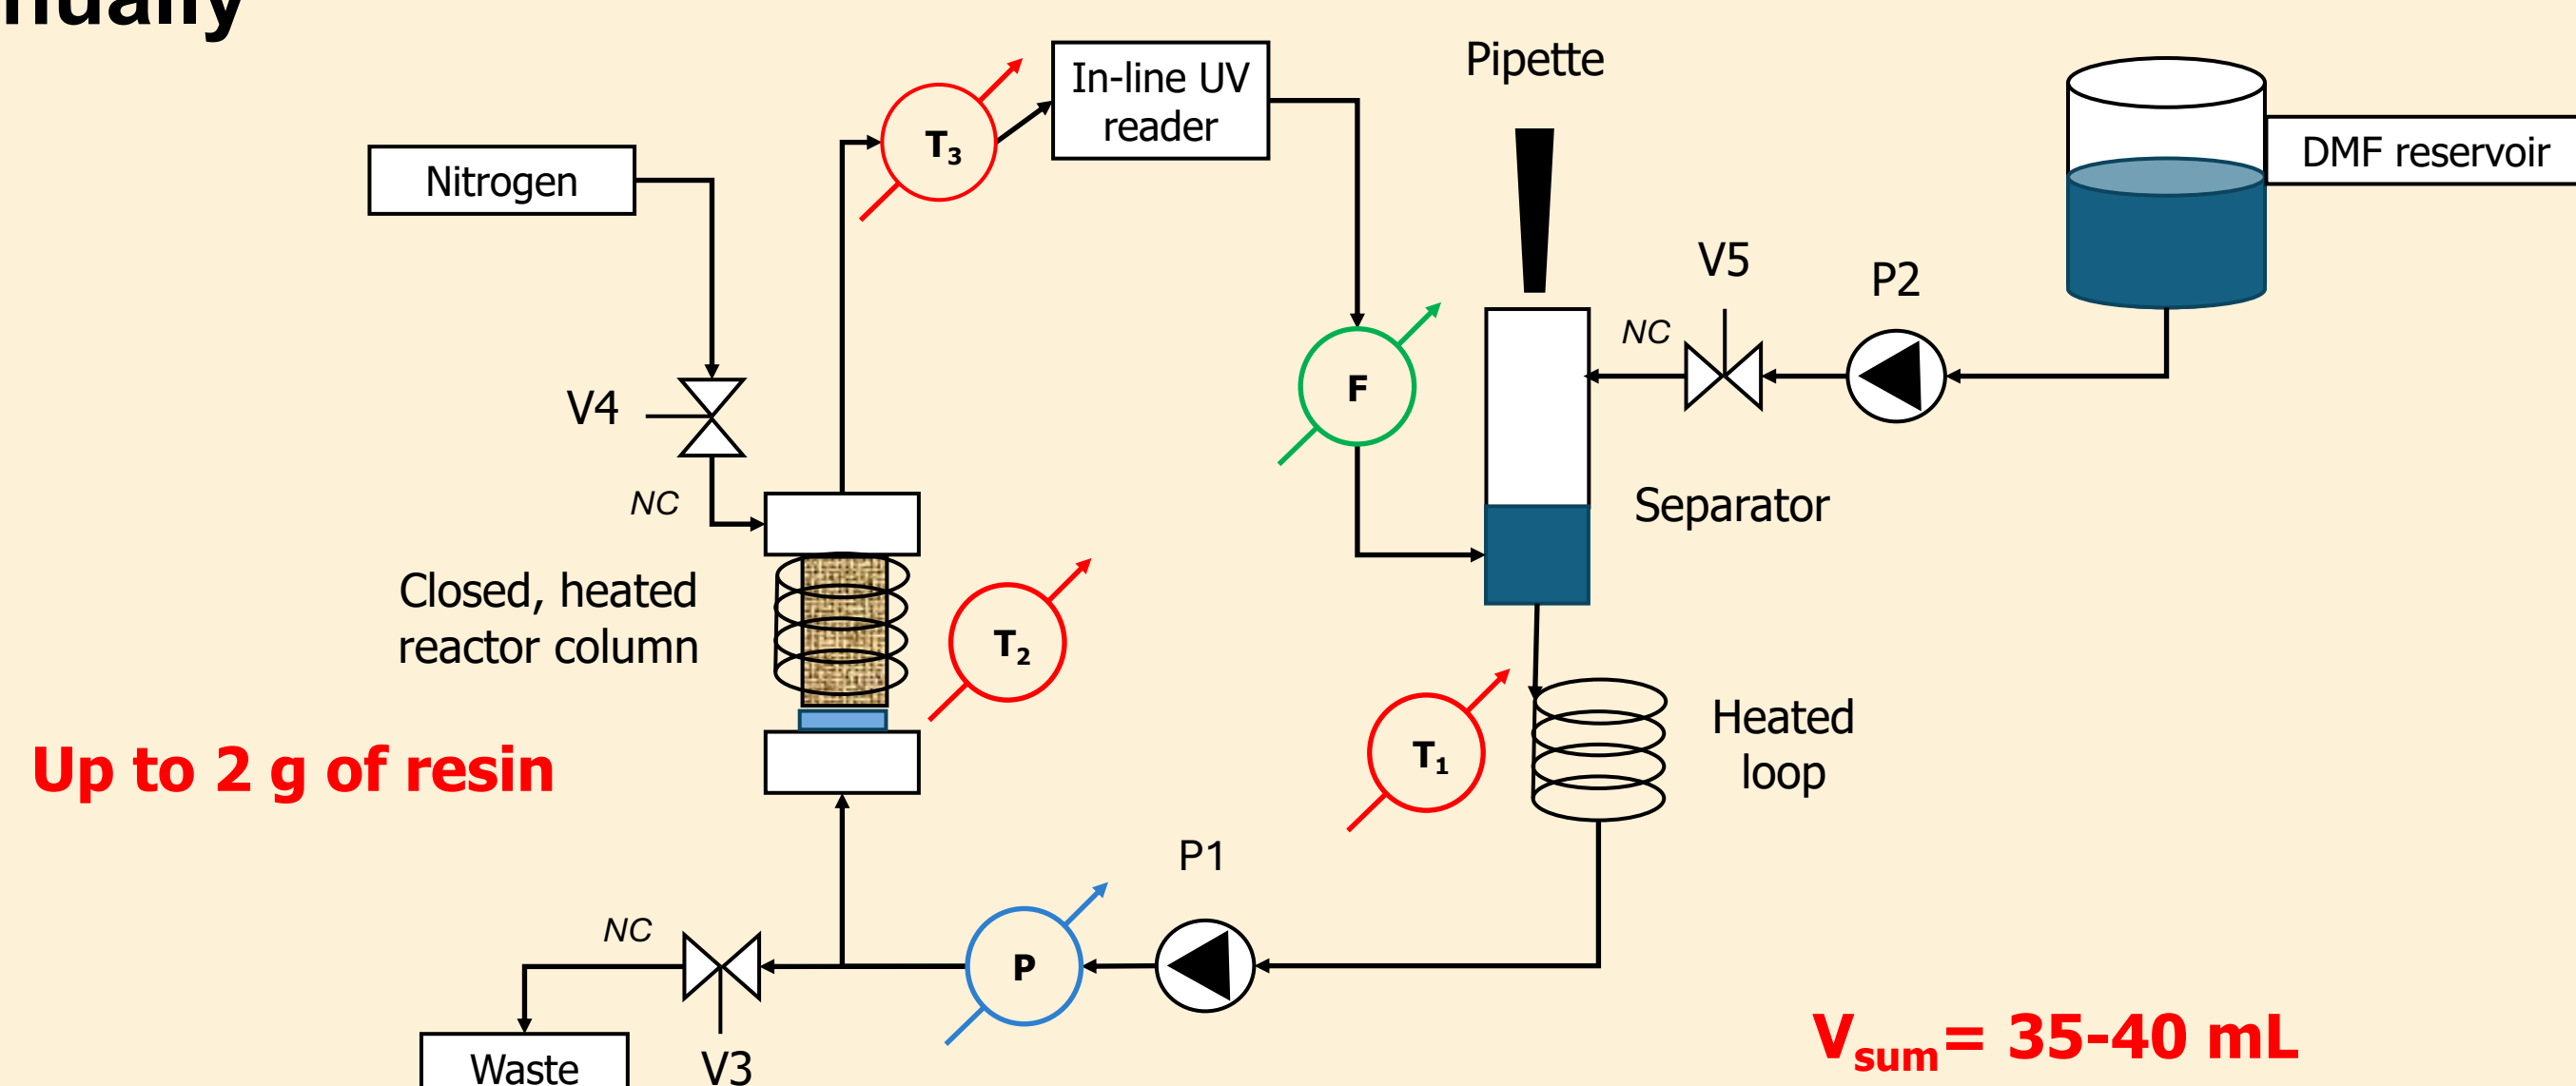 nually
Pipette
In-line UV
reader
T3
Nitrogen
DMF reservoir
V5
P2
NC
F
V4
NC
Separator
Closed, heated
reactor column
T2
Heated
loop
T1
Up to 2 g of resin
P1
NC
P
Vsum= 35-40 mL
Waste
V3